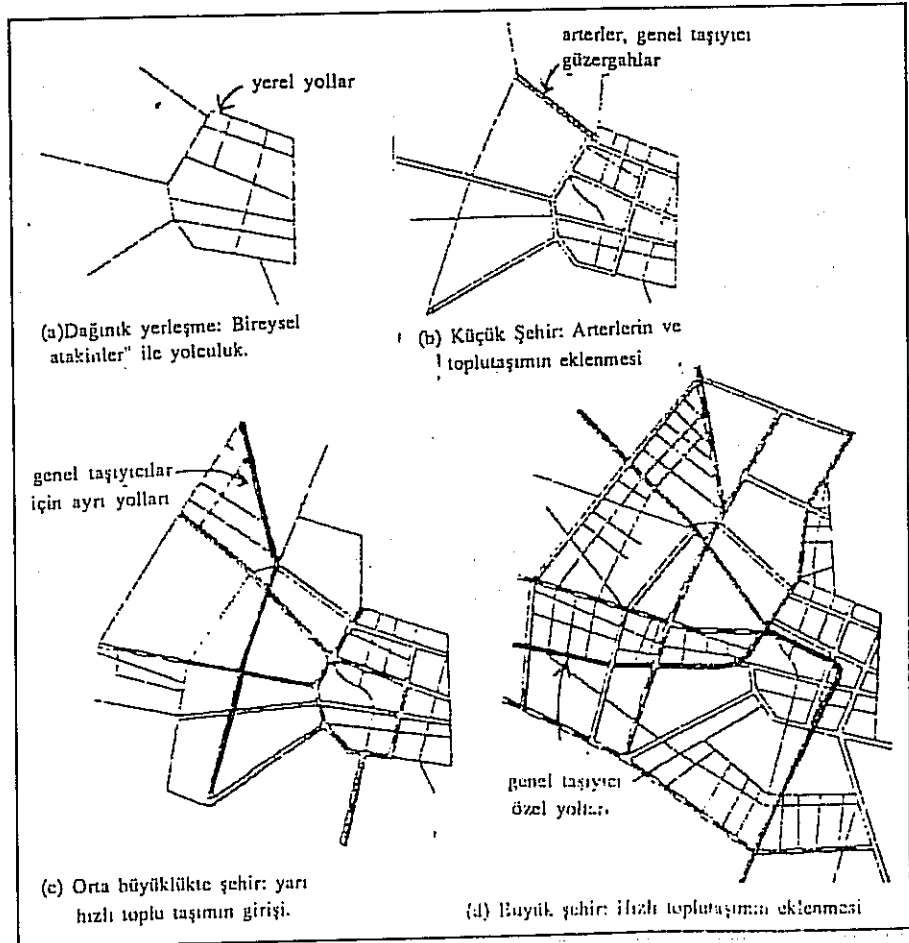 yerel yollar
arterler, genel taşıyıcı
güzergahlar
(a)Dağınık yerleşme: Bireysel
atakinler" ile yolculuk.
(b) Küçük Şehir: Arterlerin ve
toplutaşımın eklenmesi
genel taşıyıcılar
için ayrı yolları
genel taşıyıcı
özel yolları
(c) Orta büyüklükte şehir: yarı
hızlı toplu taşımın girişi.
(d) Büyük şehir: Hızlı toplutaşımın eklenmesi